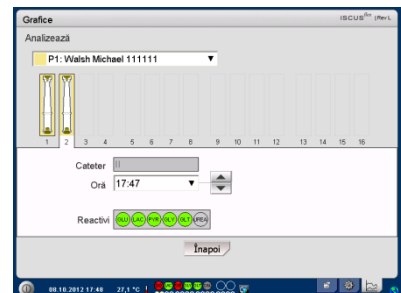 Grafice ISCUSflex |Rev L
Analizează
P1: Walsh Michael 111111
1 2 3 4 5 6 7 8 9 10 11 12 13 14 15 16
Cateter II
Oră 17:47
Reactivi GLU LAC PYR GLY GLT UREA
Înapoi
08.10.2012 17:48 27,1 °C